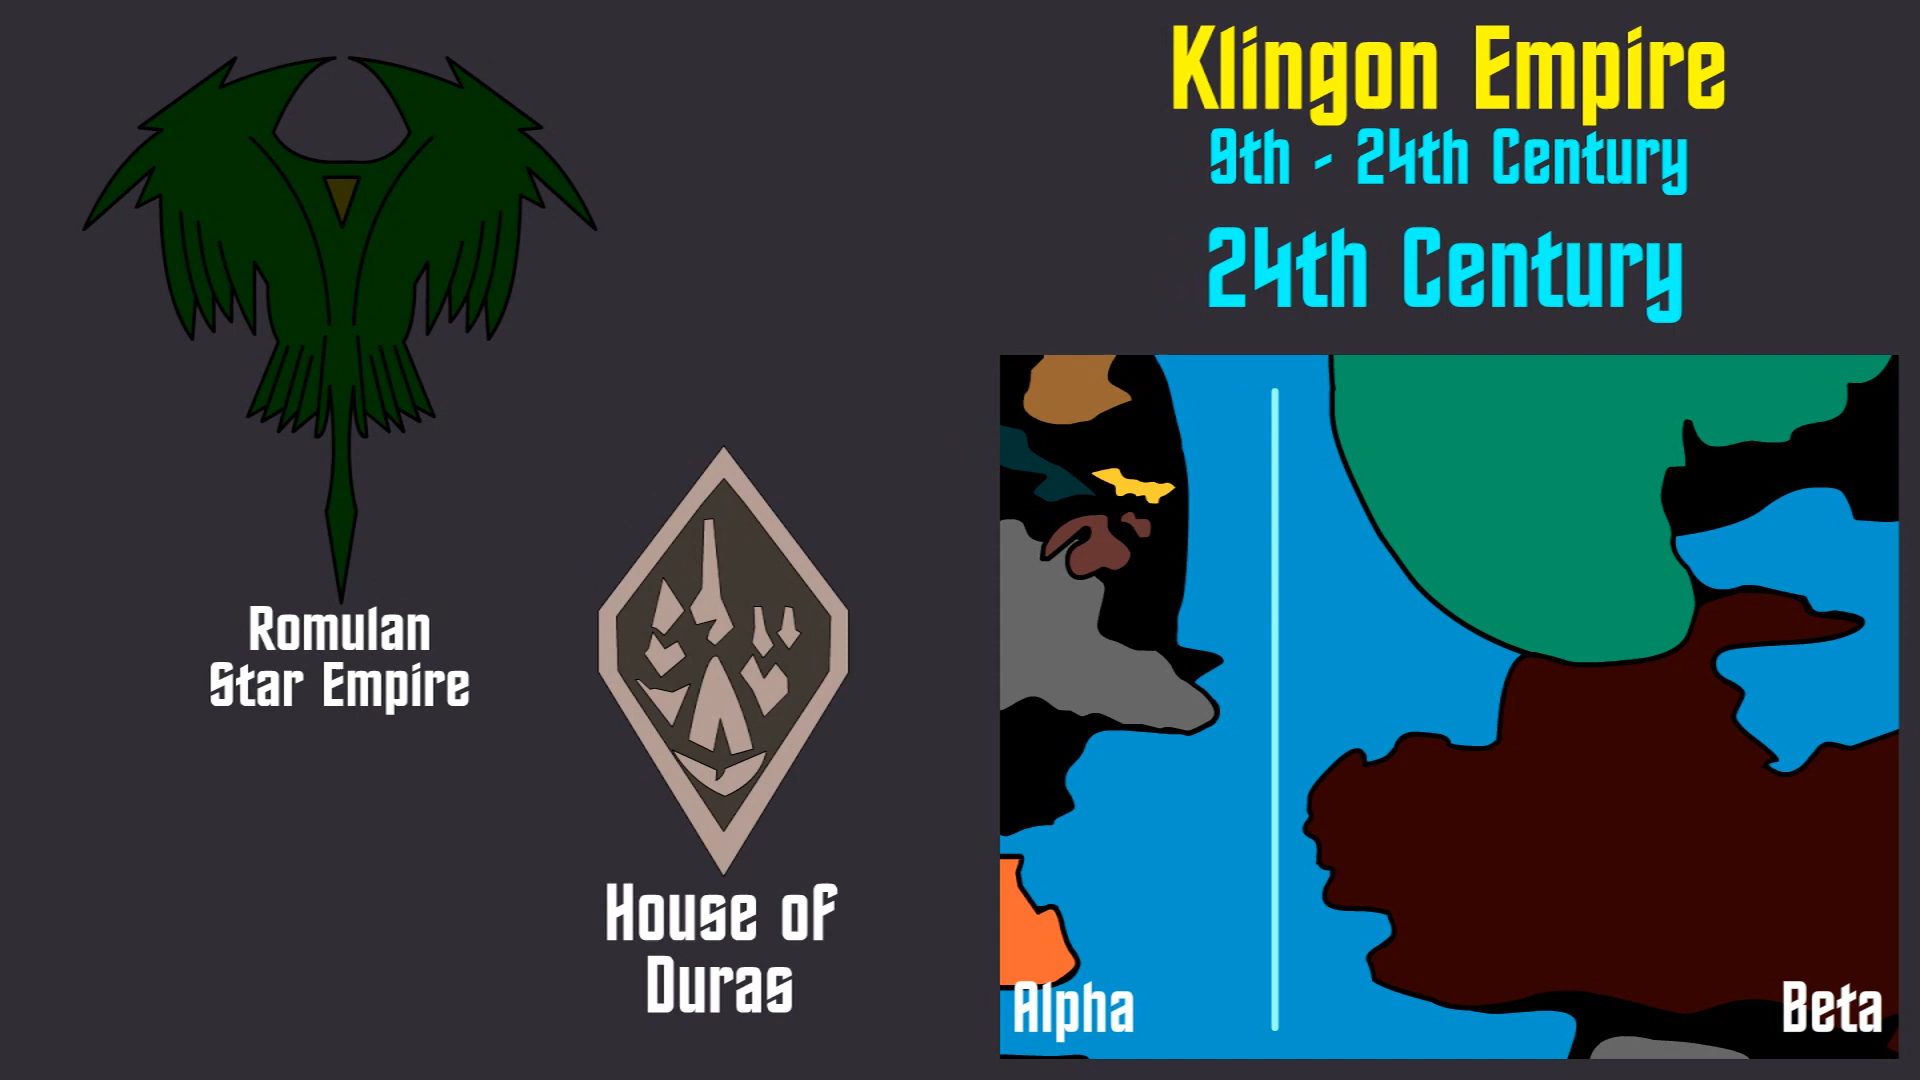 Klingon Empire
9th - 24th Century
24th Century
Romulan
Star Empire
House of
Duras
Alpha
Beta